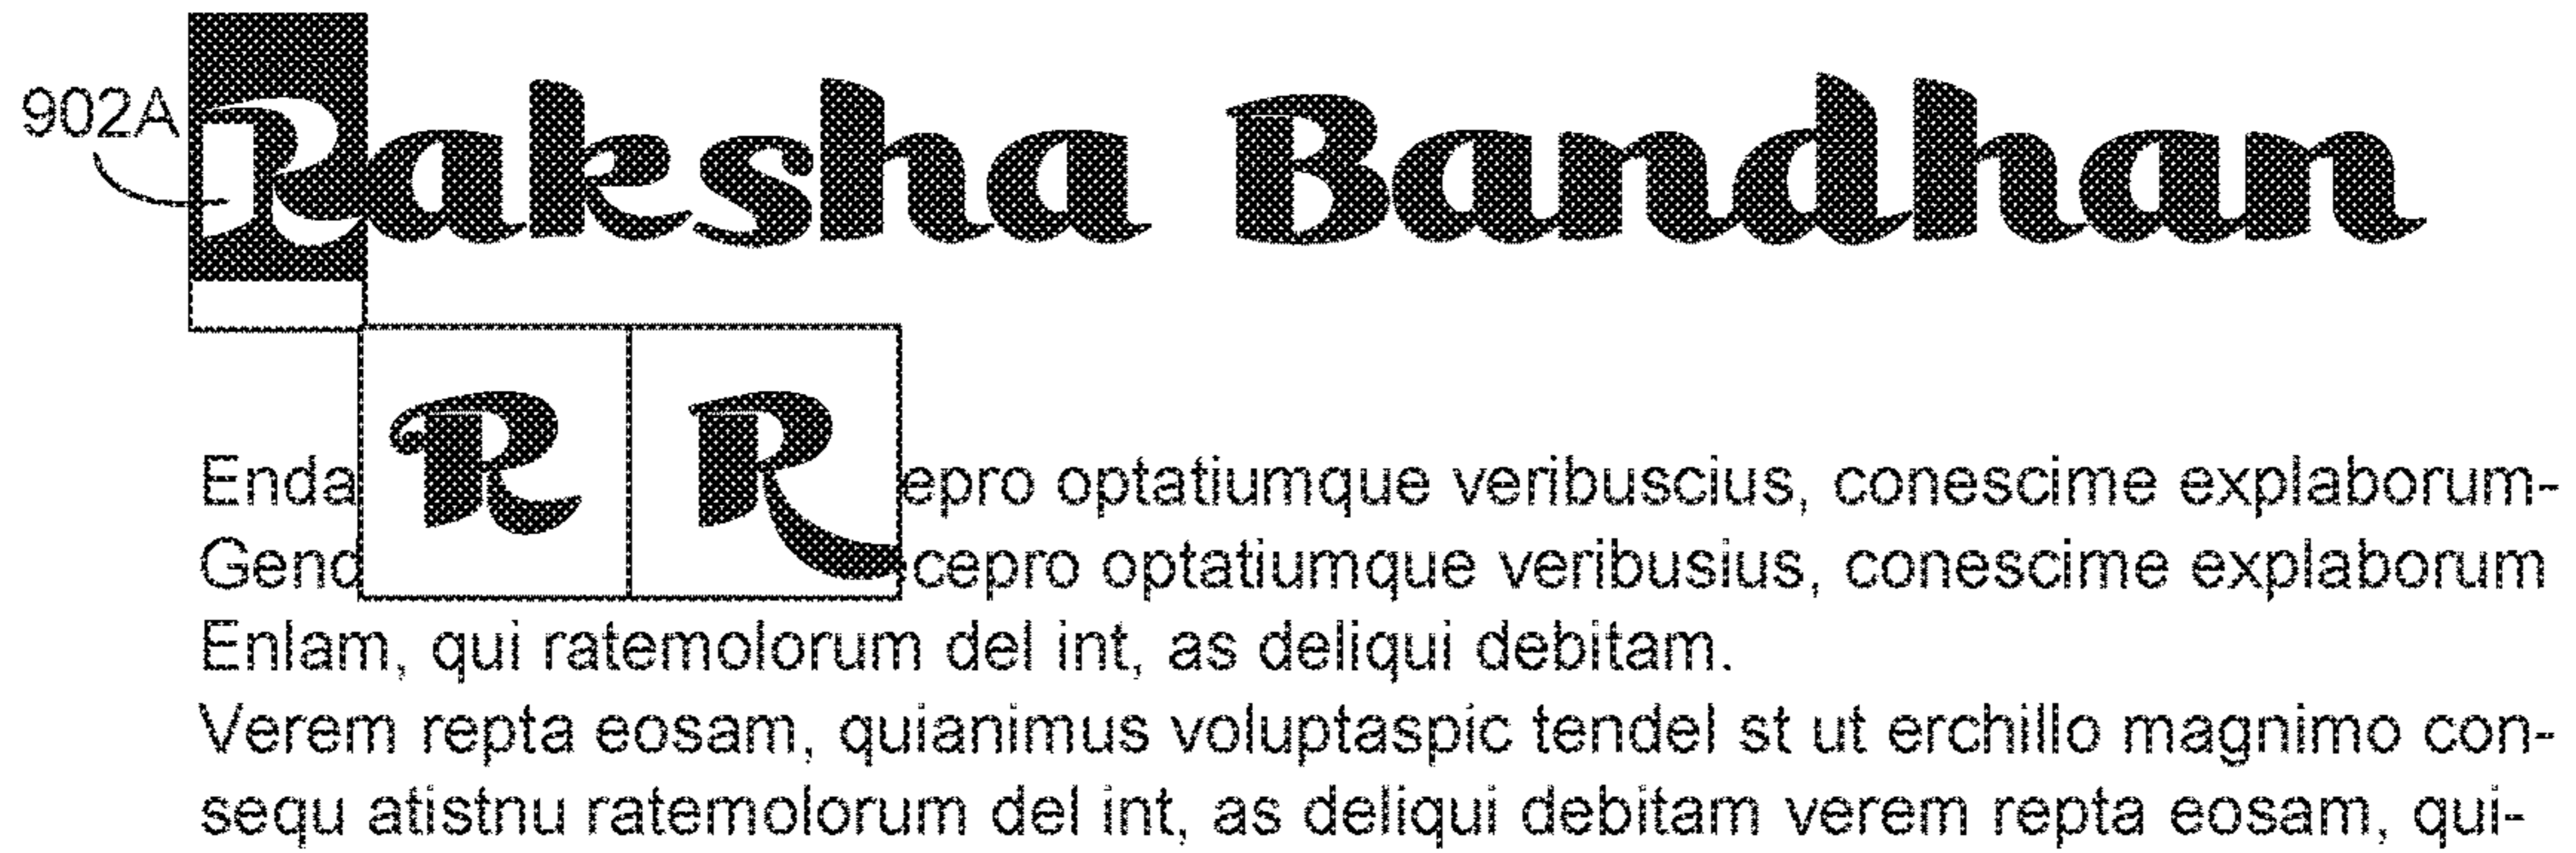 902A
Raksha Bandhan
R R
Enda epro optatiumque veribuscius, conescime explaborum-
Gend cepro optatiumque veribusius, conescime explaborum
Enlam, qui ratemolorum del int, as deliqui debitam.
Verem repta eosam, quianimus voluptaspic tendel st ut erchillo magnimo con-
sequ atistnu ratemolorum del int, as deliqui debitam verem repta eosam, qui-